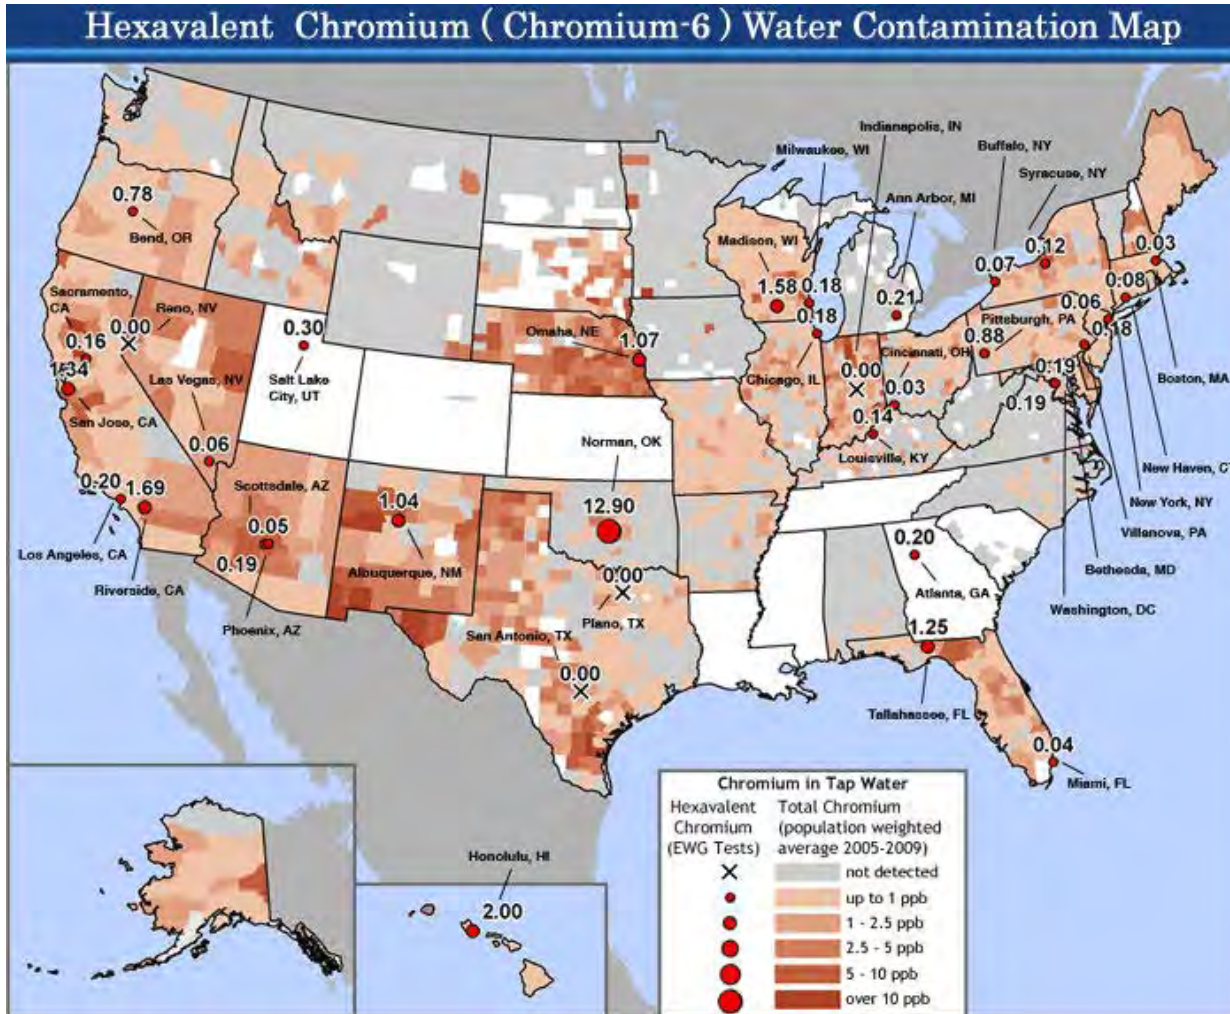 Hexavalent Chromium ( Chromium-6 ) Water Contamination Map
Indianapolis, IN
Milwaukee, WI
Buffalo, NY
Syracuse, NY
Ann Arbor, MI
0.78
Bend, OR
Madison, WI
0.12
0.03
0.07
Sacramento,
CA
Reno, NV
0.00
0.16
1.34
0.30
Omaha, NE
1.07
1.58
0.18
0.18
0.21
0.08
0.06
0.18
Pittsburgh, PA
0.88
Cincinnati, OH
Las Vegas, NV
Salt Lake
City, UT
Chicago, IL
0.00
0.03
0.19
0.19
Boston, MA
San Jose, CA
0.06
Norman, OK
0.14
Louisville, KY
New Haven, CT
0.20
1.69
Scottsdale, AZ
1.04
12.90
New York, NY
Villanova, PA
Los Angeles, CA
0.05
0.19
Albuquerque, NM
0.00
0.20
Bethesda, MD
Riverside, CA
Atlanta, GA
Washington, DC
Phoenix, AZ
San Antonio, TX
Plano, TX
1.25
0.00
Tallahassee, FL
0.04
Miami, FL
Honolulu, HI
2.00
Chromium in Tap Water
Hexavalent
Chromium
(EWG Tests)
Total Chromium
(population weighted
average 2005-2009)
not detected
up to 1 ppb
1 - 2.5 ppb
2.5 - 5 ppb
5 - 10 ppb
over 10 ppb